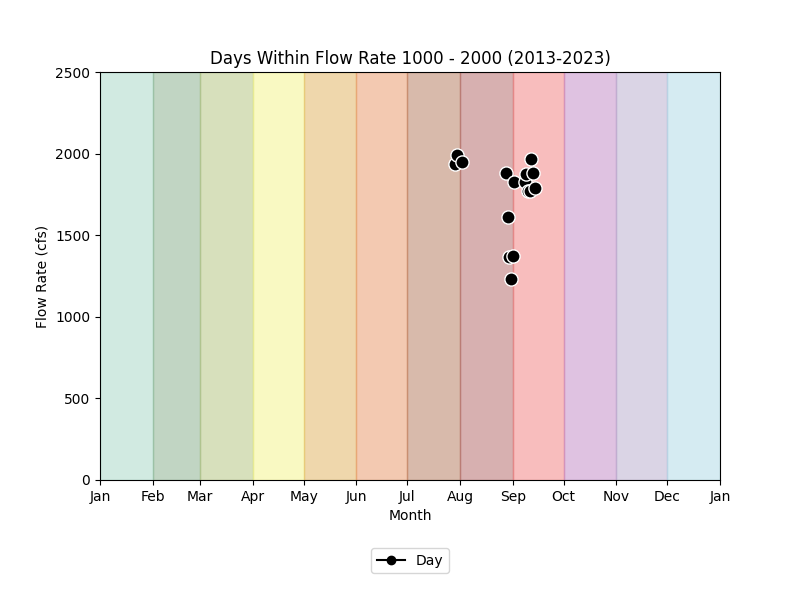 Days Within Flow Rate 1000 - 2000 (2013-2023)
2500
2000
1500
1000
500
0
Flow Rate (cfs)
Jan Feb Mar Apr May Jun Jul Aug Sep Oct Nov Dec Jan
Month
Day